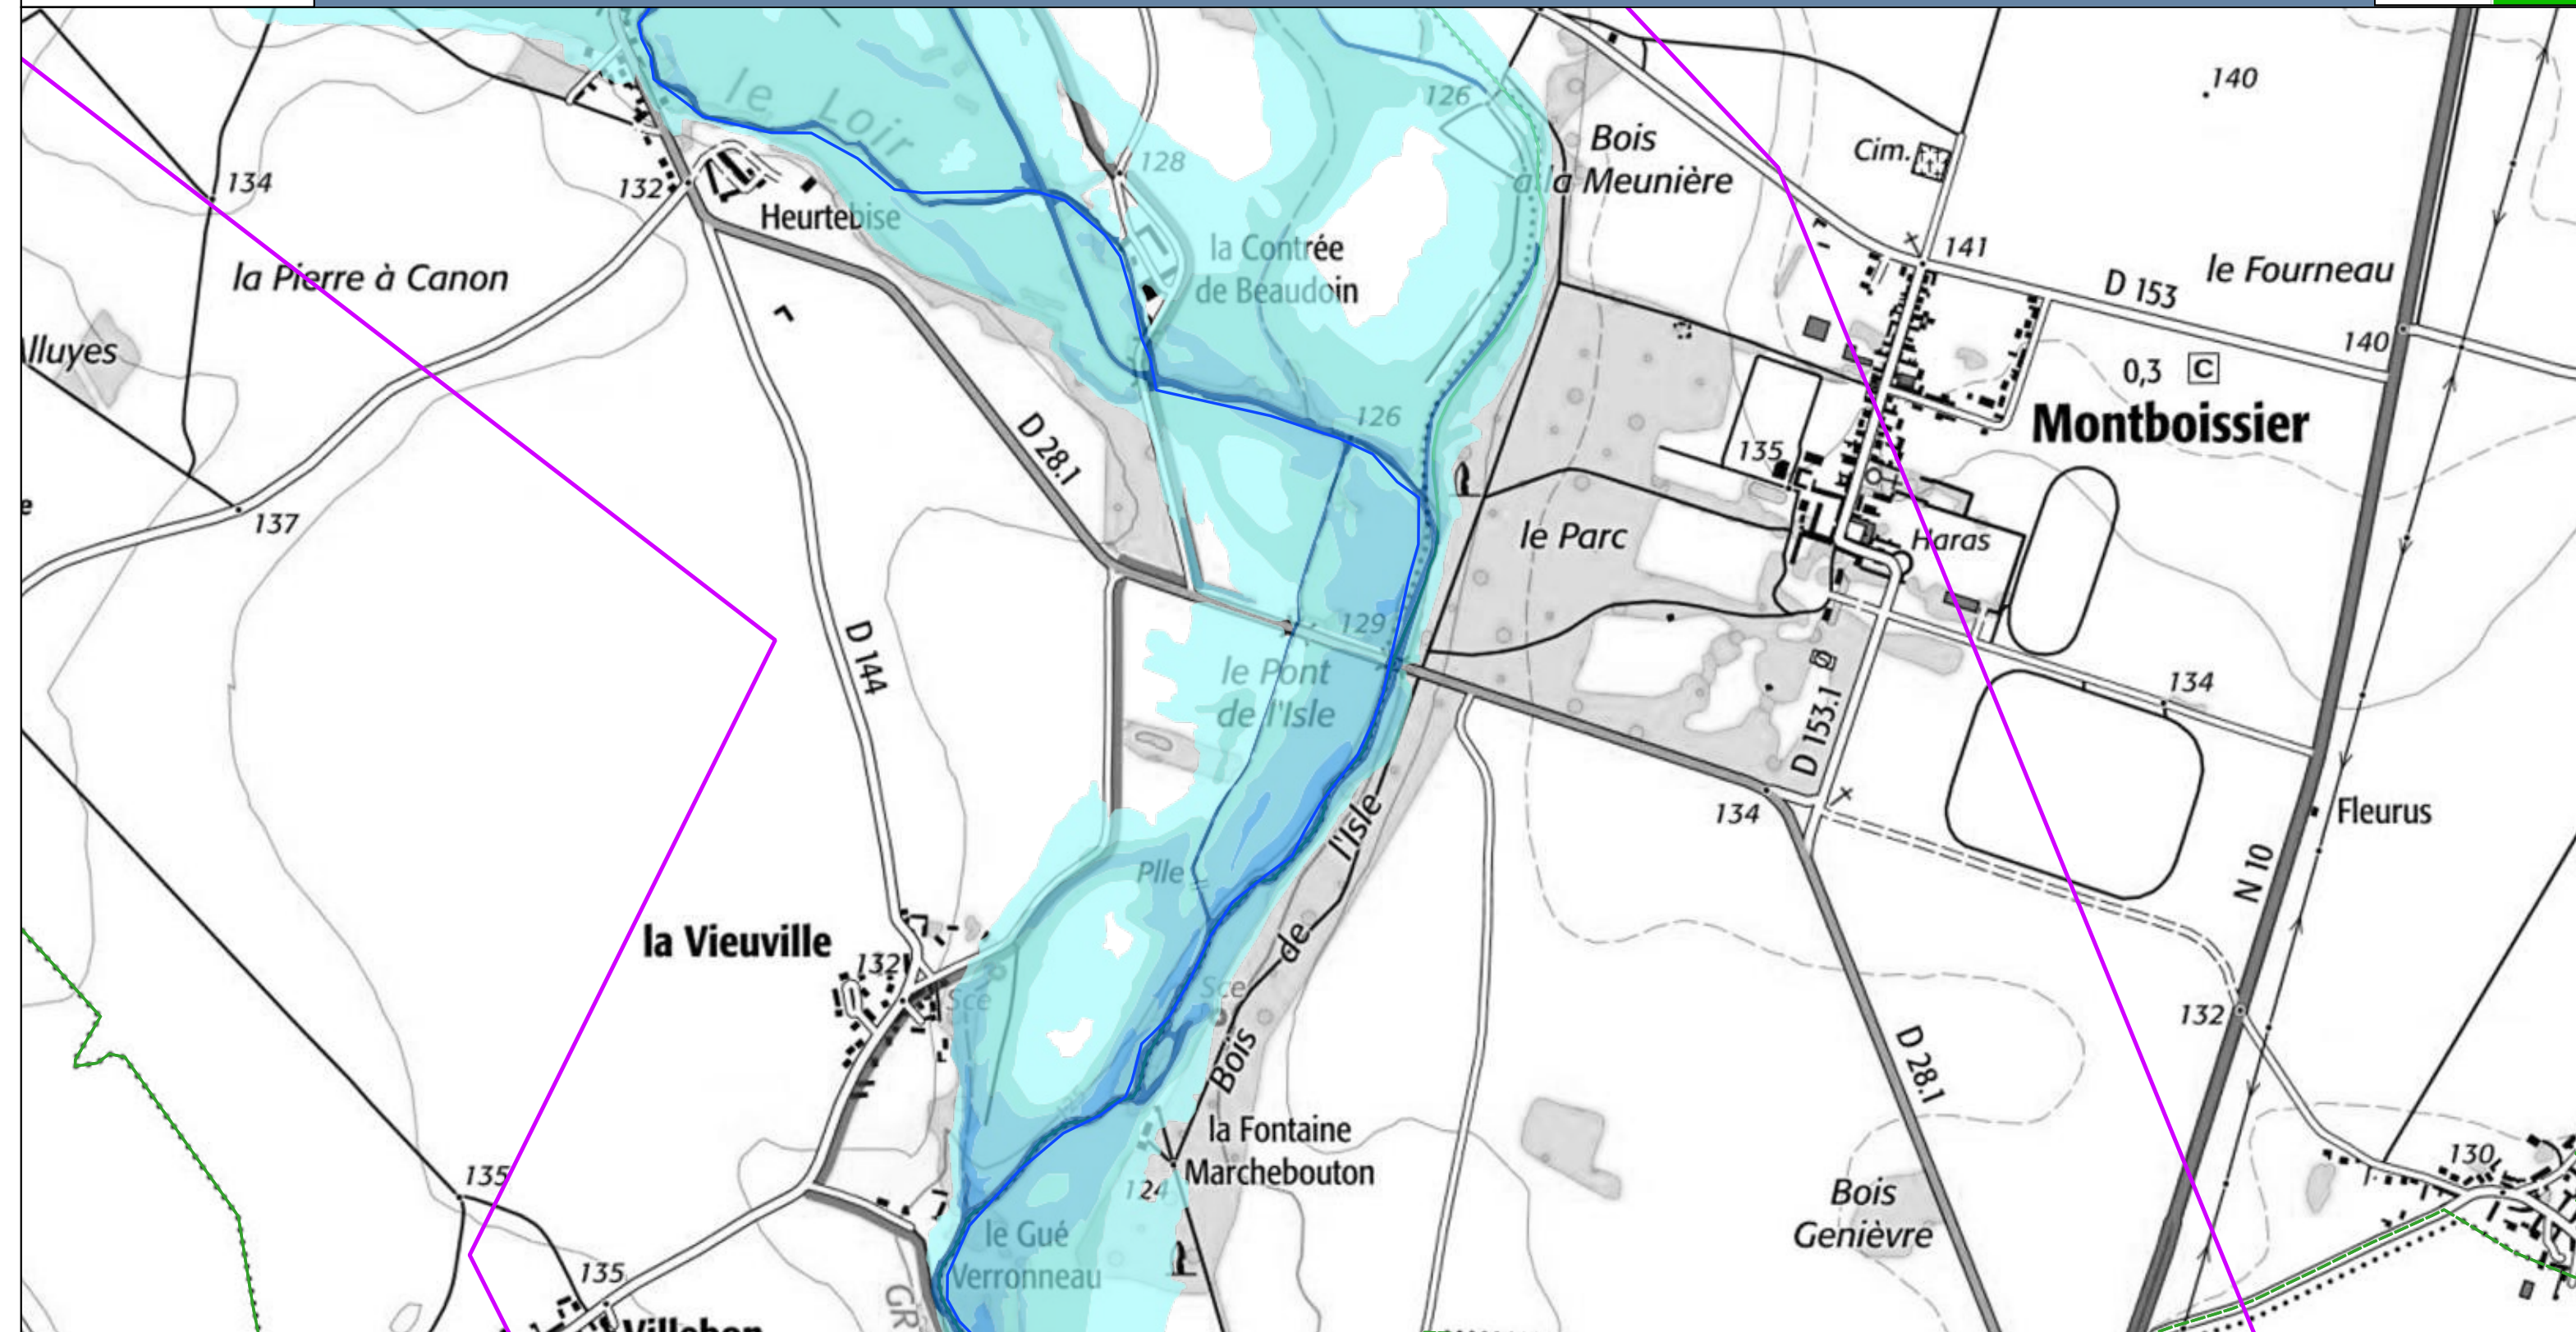 140
le Loir
126
Bois
à la Meunière
Cim.
128
134
132
Heurtebise
la Pierre à Canon
la Contrée
de Beaudoin
141
D 153
le Fourneau
140
lluyes
0,3 C
Montboissier
126
D 28.1
135
137
le Parc
Haras
129
D 144
le Pont
de l'Isle
134
D 153.1
134
Fleurus
N 10
Plle
Bois de l'Isle
la Vieuville
132
Sce
Sce
132
D 28.1
la Fontaine
Marchebouton
124
130
135
Bois
Genièvre
le Gué
Verronneau
135
GR
Villebon